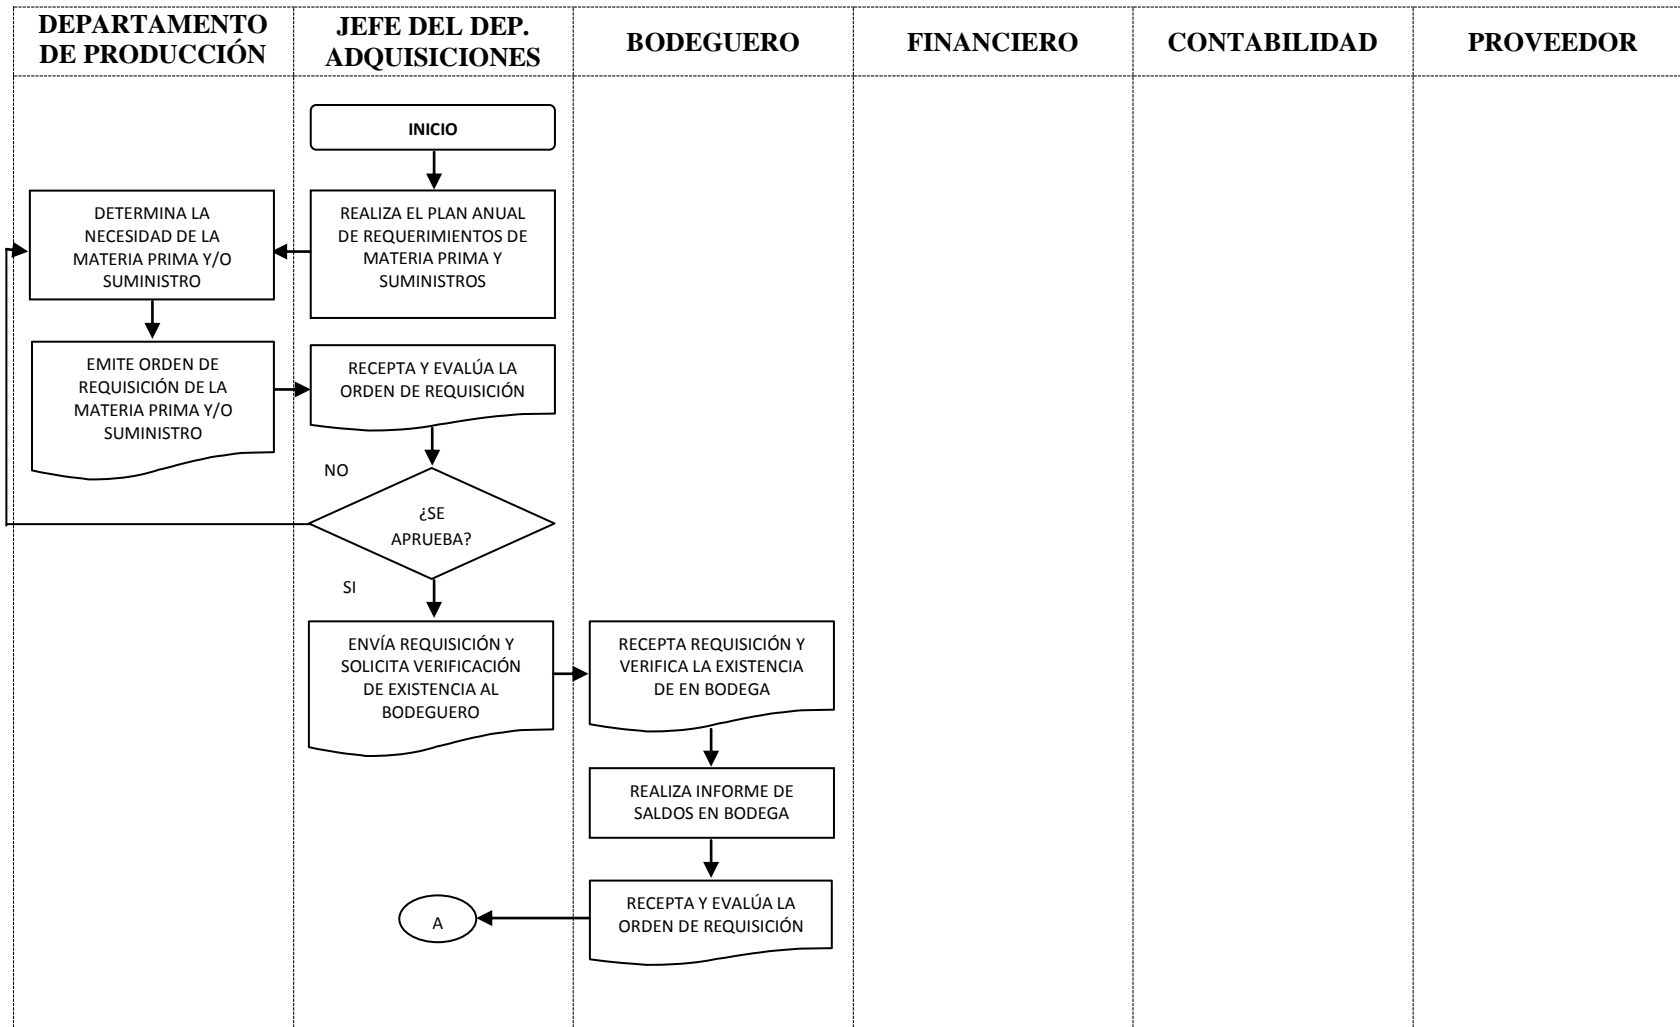 DEPARTAMENTO
DE PRODUCCIÓN
JEFE DEL DEP.
ADQUISICIONES
BODEGUERO
FINANCIERO
CONTABILIDAD
PROVEEDOR
INICIO
DETERMINA LA
NECESIDAD DE LA
MATERIA PRIMA Y/O
SUMINISTRO
REALIZA EL PLAN ANUAL
DE REQUERIMIENTOS DE
MATERIA PRIMA Y
SUMINISTROS
EMITE ORDEN DE
REQUISICIÓN DE LA
MATERIA PRIMA Y/O
SUMINISTRO
RECEPTA Y EVALÚA LA
ORDEN DE REQUISICIÓN
NO
¿SE
APRUEBA?
SI
ENVÍA REQUISICIÓN Y
SOLICITA VERIFICACIÓN
DE EXISTENCIA AL
BODEGUERO
RECEPTA REQUISICIÓN Y
VERIFICA LA EXISTENCIA
DE EN BODEGA
REALIZA INFORME DE
SALDOS EN BODEGA
RECEPTA Y EVALÚA LA
ORDEN DE REQUISICIÓN
A